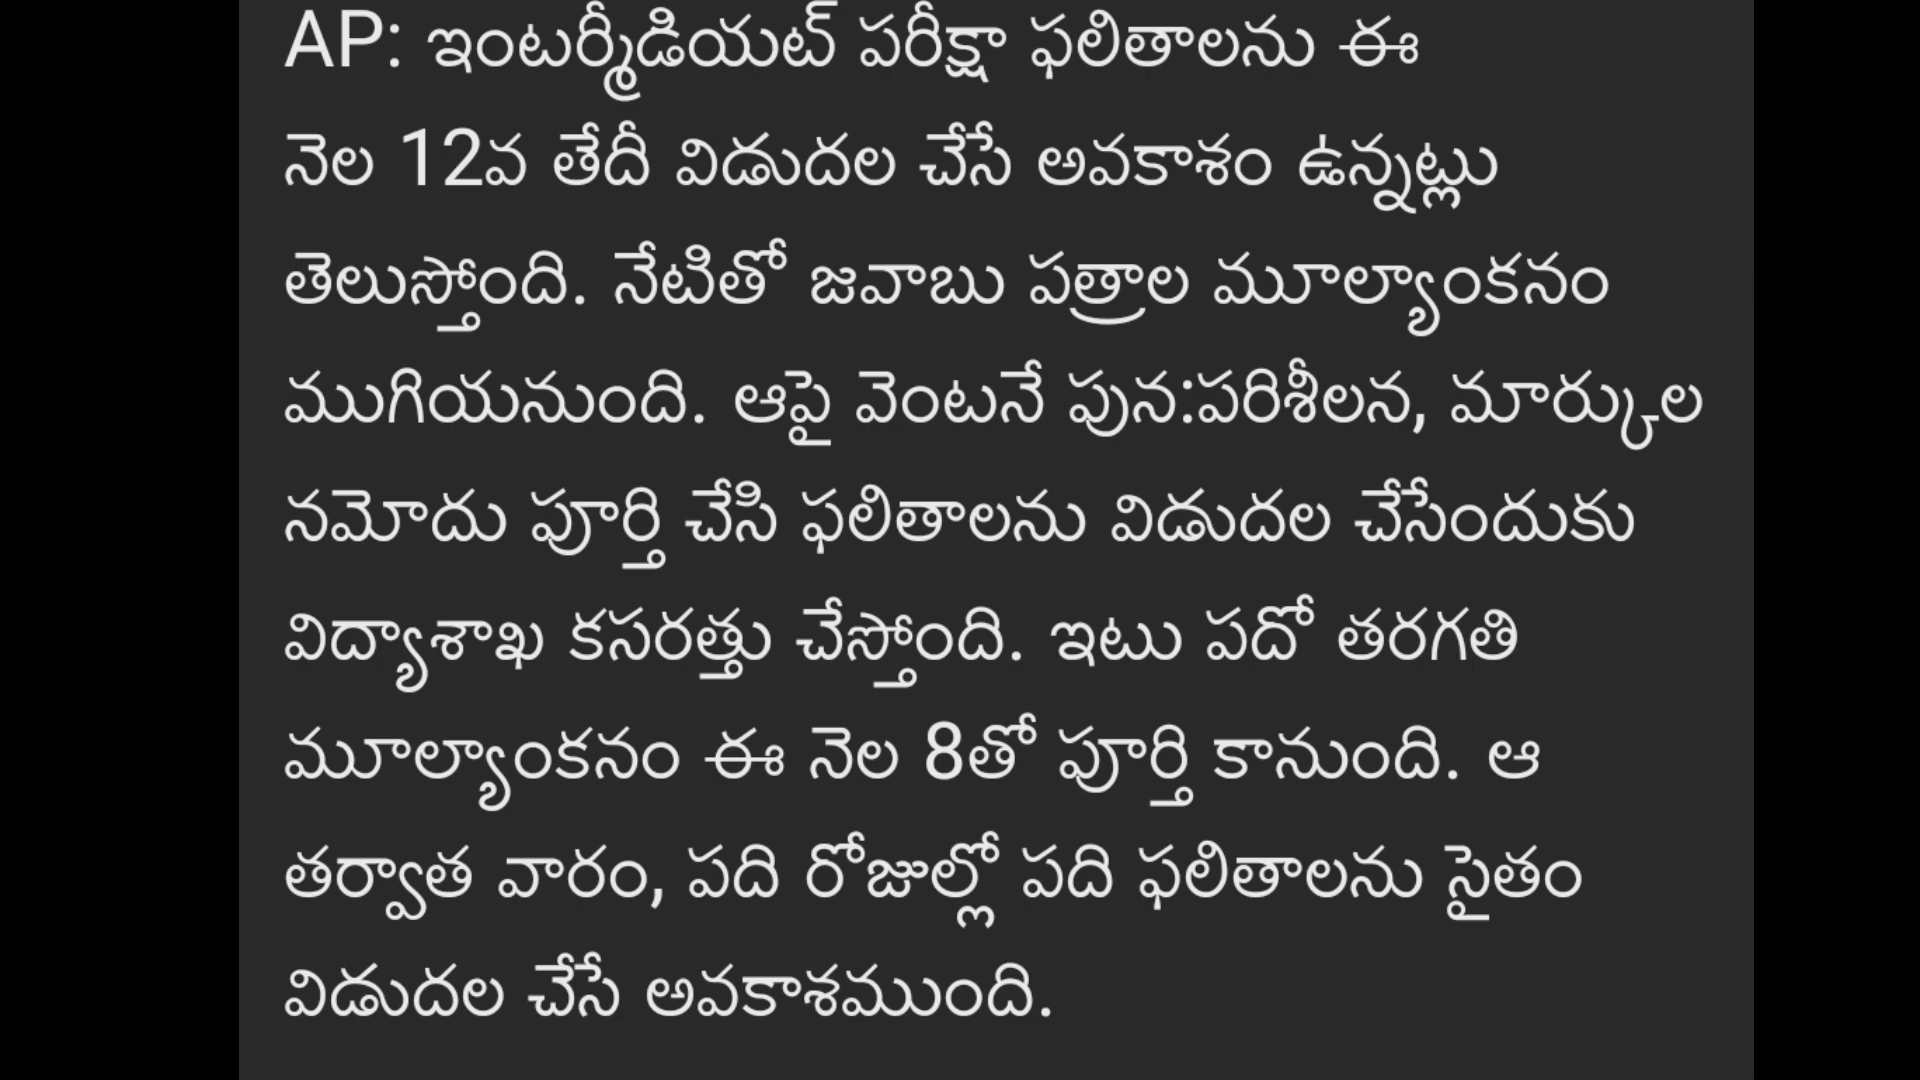 AP: ఇంటర్మీడియట్ పరీక్షా ఫలితాలను ఈ
నెల 12వ తేదీ విడుదల చేసే అవకాశం ఉన్నట్లు
తెలుస్తోంది. నేటితో జవాబు పత్రాల మూల్యాంకనం
ముగియనుంది. ఆపై వెంటనే పున:పరిశీలన, మార్కుల
నమోదు పూర్తి చేసి ఫలితాలను విడుదల చేసేందుకు
విద్యాశాఖ కసరత్తు చేస్తోంది. ఇటు పదో తరగతి
మూల్యాంకనం ఈ నెల 8తో పూర్తి కానుంది. ఆ
తర్వాత వారం, పది రోజుల్లో పది ఫలితాలను సైతం
విడుదల చేసే అవకాశముంది.